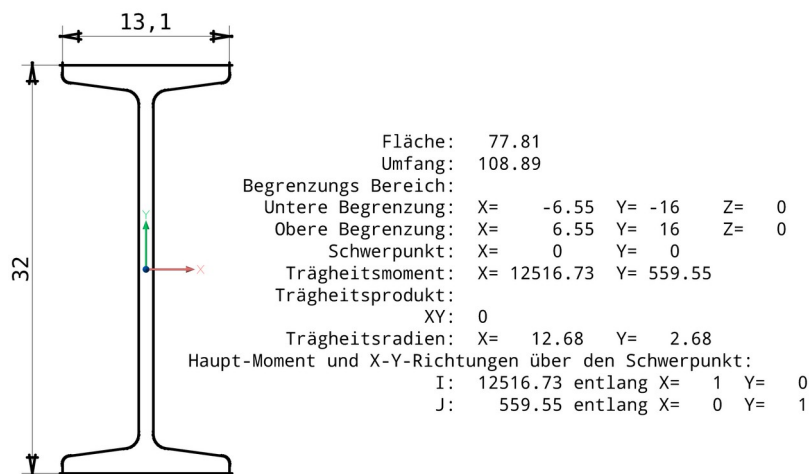 13,1
32
Y
X
Fläche: 77.81
Umfang: 108.89
Begrenzungs Bereich:
Untere Begrenzung: X= -6.55 Y= -16 Z= 0
Obere Begrenzung: X= 6.55 Y= 16 Z= 0
Schwerpunkt: X= 0 Y= 0
Trägheitsmoment: X= 12516.73 Y= 559.55
Trägheitsprodukt:
XY: 0
Trägheitsradien: X= 12.68 Y= 2.68
Haupt-Moment und X-Y-Richtungen über den Schwerpunkt:
I: 12516.73 entlang X= 1 Y= 0
J: 559.55 entlang X= 0 Y= 1